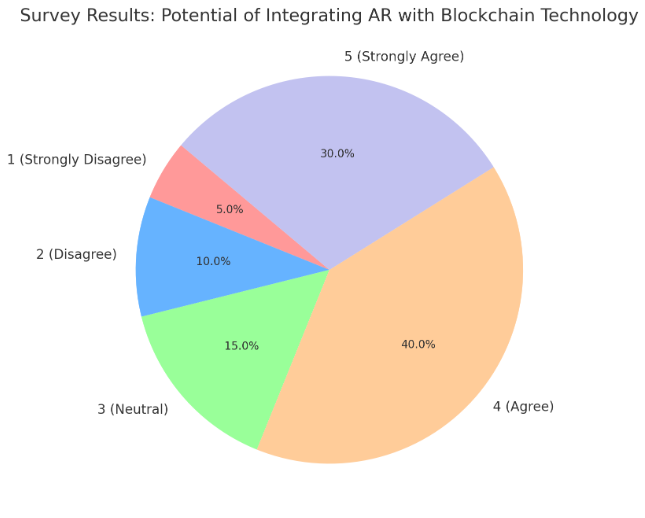 Survey Results: Potential of Integrating AR with Blockchain Technology
5 (Strongly Agree)
30.0%
1 (Strongly Disagree)
5.0%
2 (Disagree)
10.0%
15.0%
40.0%
3 (Neutral)
4 (Agree)